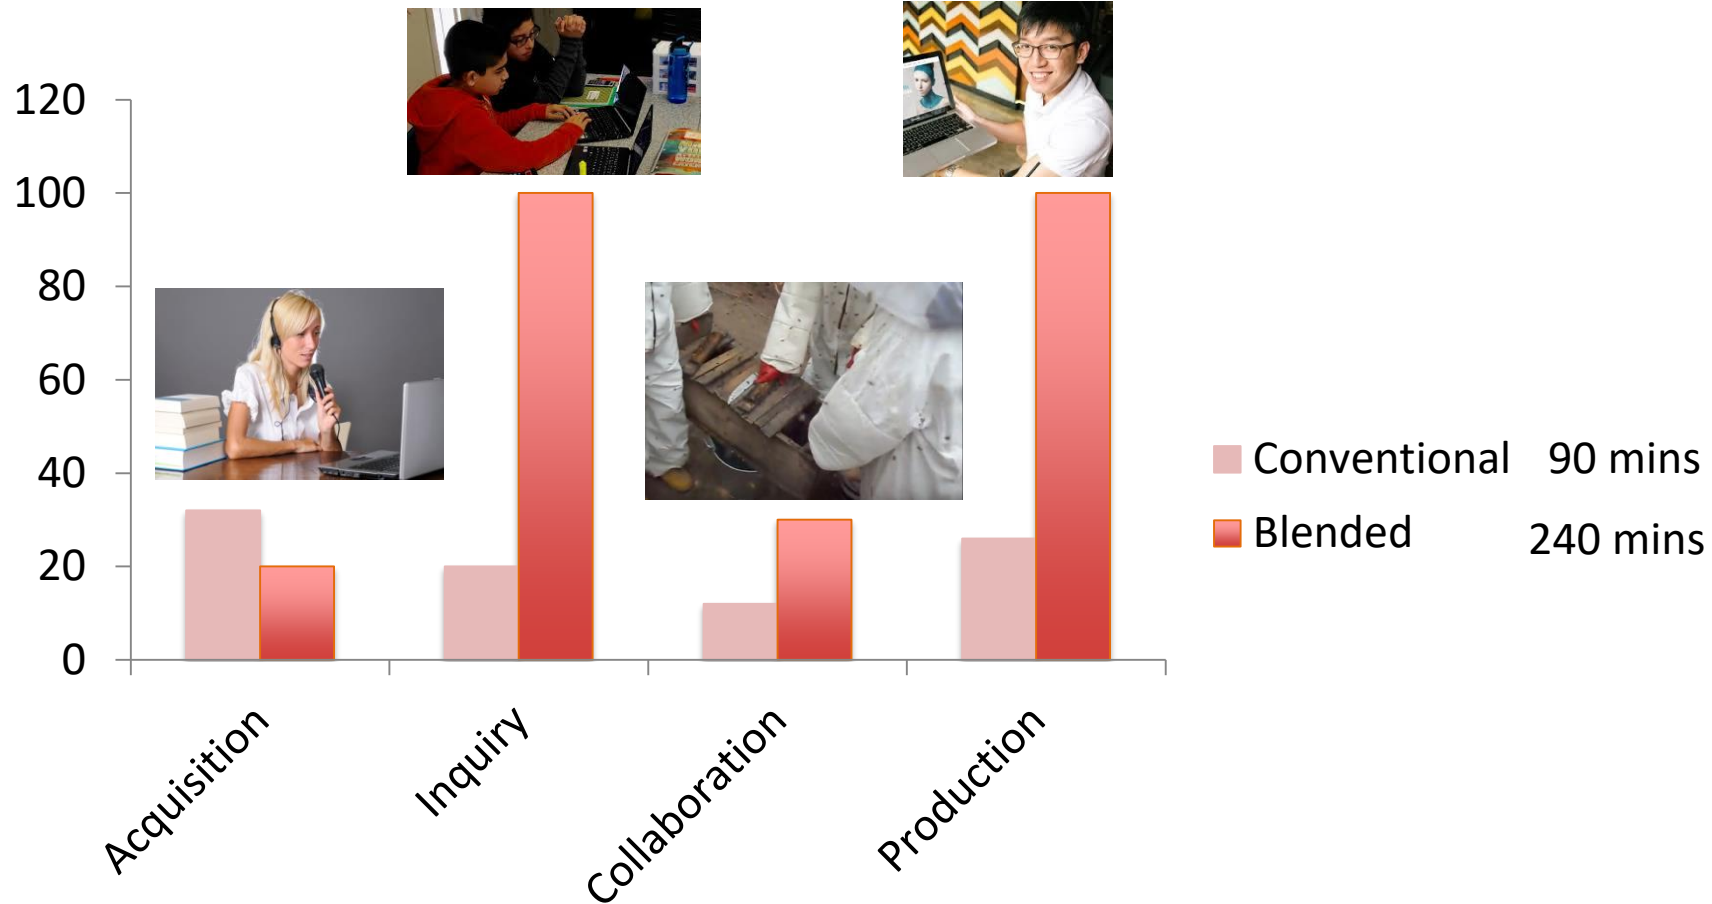 120
100
80
60
40
20
0
Acquisition
Inquiry
Collaboration
Production
Conventional 90 mins
Blended 240 mins